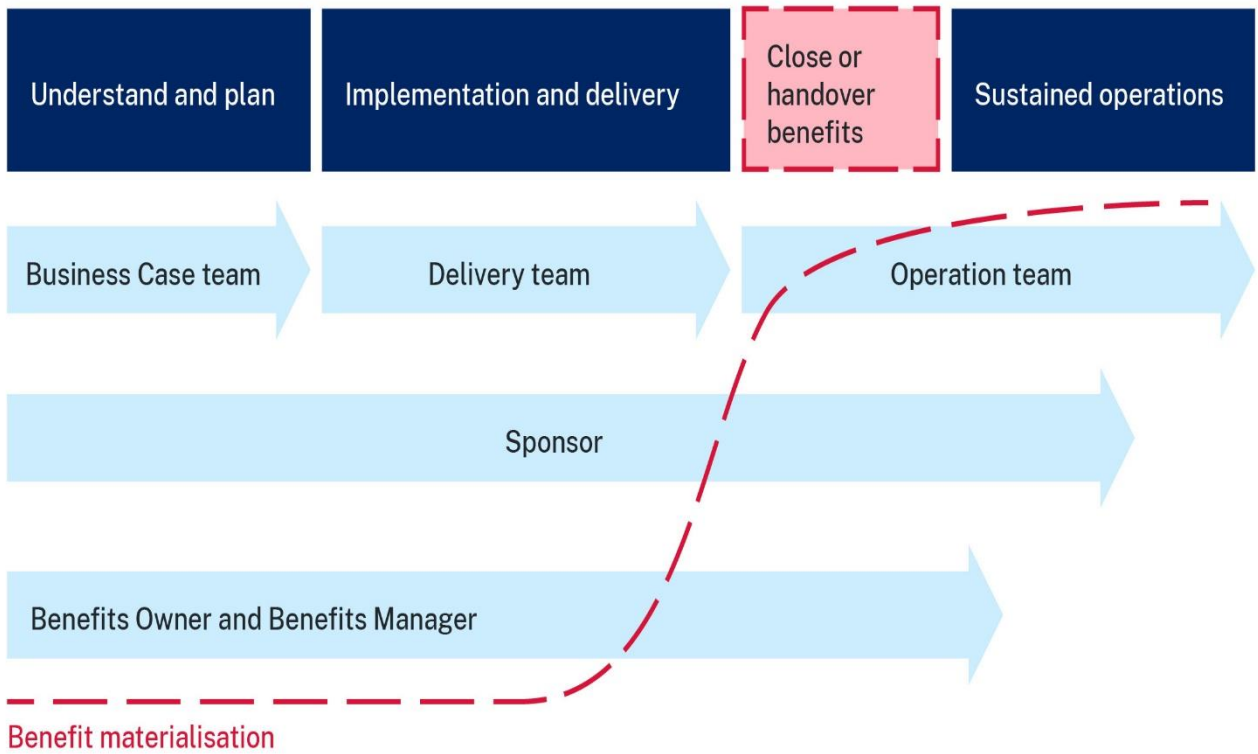 Understand and plan
Implementation and delivery
Close or
handover
benefits
Sustained operations
Business Case team
Delivery team
Operation team
Sponsor
Benefits Owner and Benefits Manager
Benefit materialisation